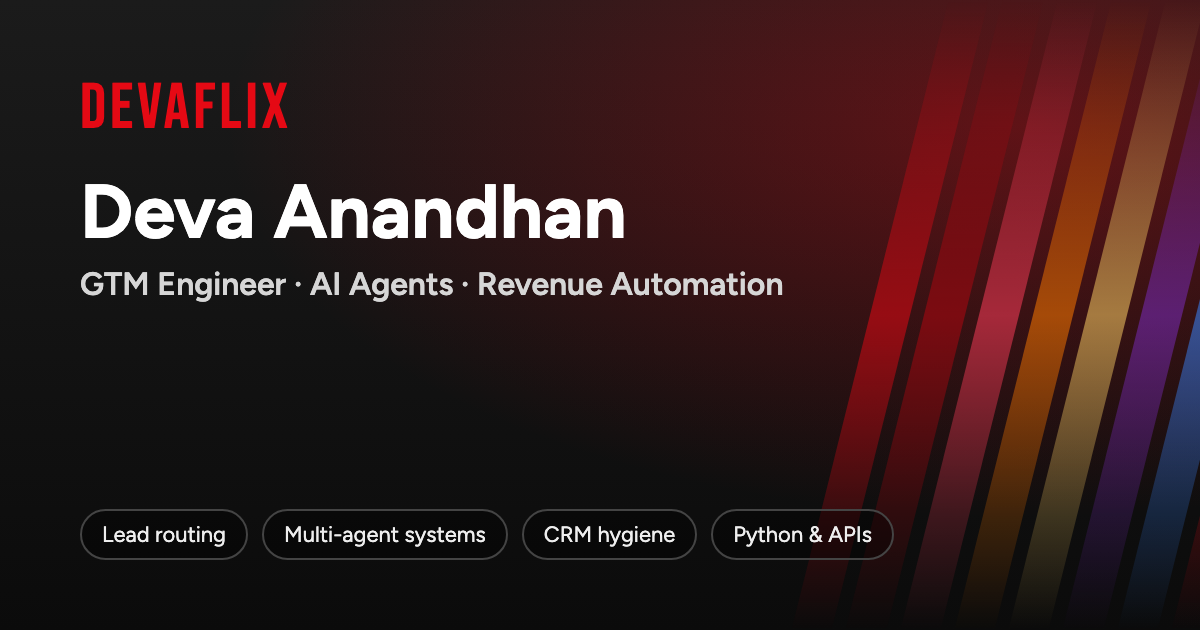 DEVAFLIX
Deva Anandhan
GTM Engineer · AI Agents · Revenue Automation
Lead routing
Multi-agent systems
CRM hygiene
Python & APIs